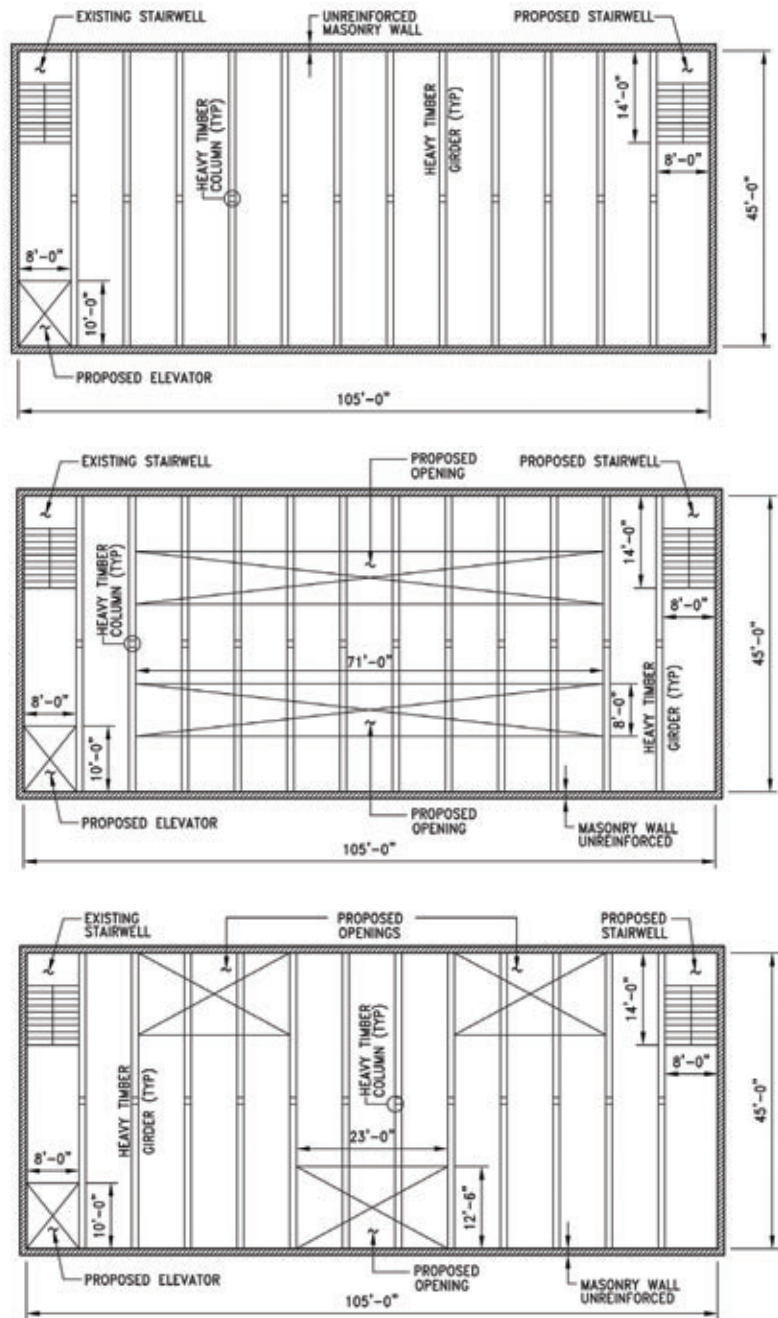 EXISTING STAIRWELL
UNREINFORCED
MASONRY WALL
PROPOSED STAIRWELL
HEAVY TIMBER
COLUMN (TYP)
HEAVY TIMBER
GIRDER (TYP)
14'-0"
8'-0"
45'-0"
8'-0"
10'-0"
PROPOSED ELEVATOR
105'-0"
EXISTING STAIRWELL
PROPOSED
OPENING
PROPOSED STAIRWELL
HEAVY TIMBER
COLUMN (TYP)
14'-0"
8'-0"
45'-0"
71'-0"
8'-0"
HEAVY TIMBER
GIRDER (TYP)
8'-0"
10'-0"
PROPOSED ELEVATOR
PROPOSED
OPENING
MASONRY WALL
UNREINFORCED
105'-0"
EXISTING
STAIRWELL
PROPOSED
OPENINGS
PROPOSED
STAIRWELL
14'-0"
8'-0"
45'-0"
HEAVY TIMBER
GIRDER (TYP)
HEAVY TIMBER
COLUMN (TYP)
23'-0"
8'-0"
10'-0"
12'-6"
PROPOSED ELEVATOR
PROPOSED
OPENING
MASONRY WALL
UNREINFORCED
105'-0"